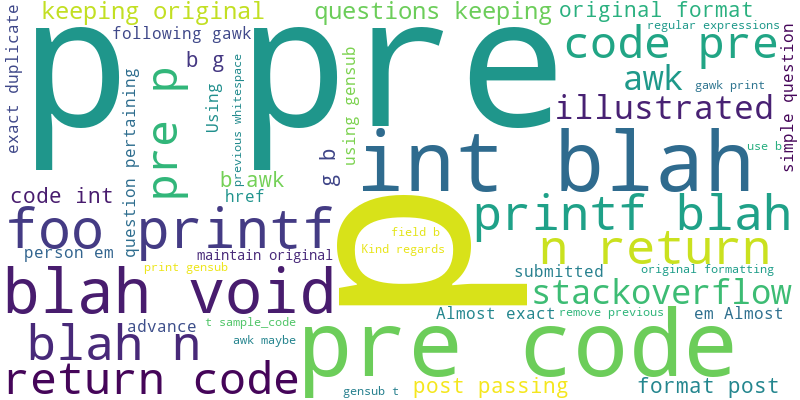 keeping original
questions keeping
original format
regular expressions
exact duplicate
following gawk
p pre
code pre
simple question
b g
pre p
Using
previous whitespace
using gensub
awk
gawk print
illustrated
question pertaining
g b
int blah
use b
b awk
code int
href
printf blah
foo printf
p
field b
Kind regards
n return
person em
maintain original
print gensub
submitted
original formatting
blah void
stackoverflow
advance
t sample_code
Almost exact
remove previous
em Almost
blah n
awk maybe
pre code
return code
gensub t
post passing
format post